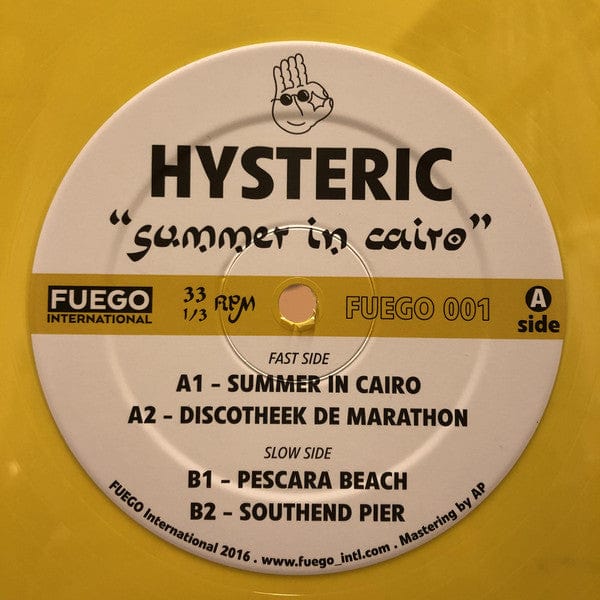 HYSTERIC
“summer in cairo”
FUEGO
INTERNATIONAL
33
1/3
RPM
FUEGO 001
A
side
FAST SIDE
A1 – SUMMER IN CAIRO
A2 – DISCOTHEEK DE MARATHON
SLOW SIDE
B1 – PESCARA BEACH
B2 – SOUTHEND PIER
FUEGO International 2016 . www.fuego_intl.com . Mastering by AP